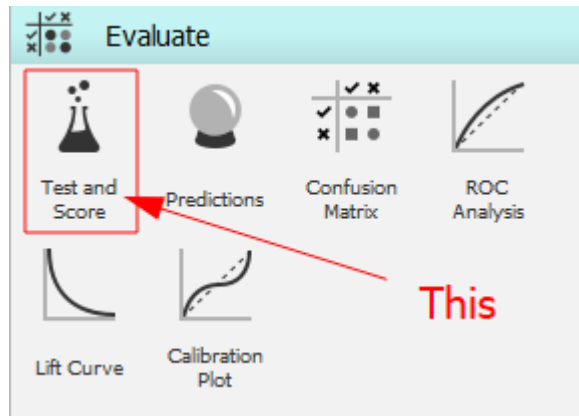 Evaluate
Test and
Score
Predictions
Confusion
Matrix
ROC
Analysis
This
Lift Curve
Calibration
Plot